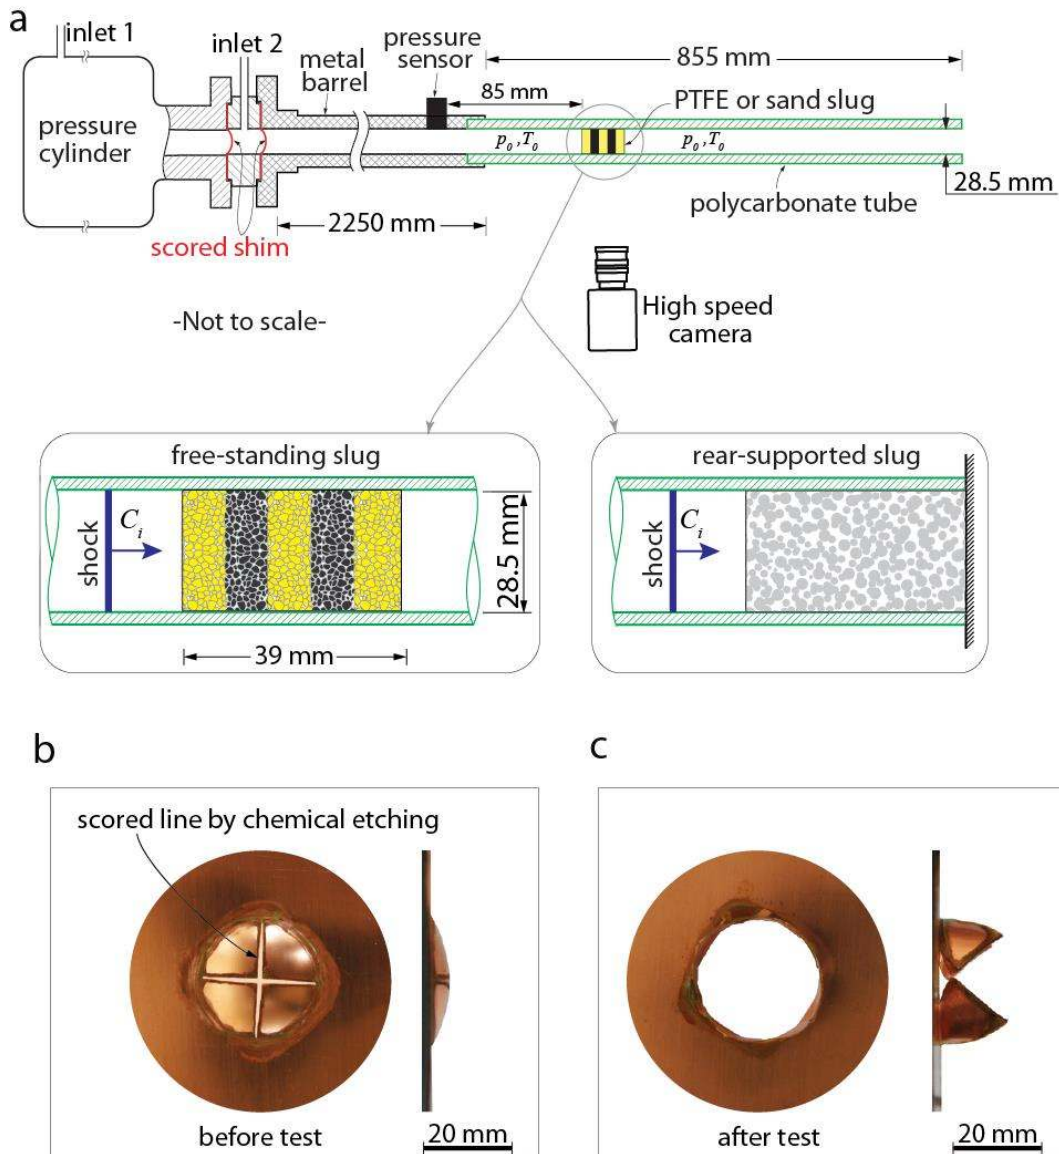 a
inlet 1
inlet 2
metal
barrel
pressure
sensor
855 mm
85 mm
PTFE or sand slug
pressure
cylinder
p₀,T₀
p₀,T₀
28.5 mm
polycarbonate tube
2250 mm
scored shim
-Not to scale-
High speed
camera
free-standing slug
shock
Cᵢ
28.5 mm
39 mm
rear-supported slug
shock
Cᵢ
b
scored line by chemical etching
before test
20 mm
c
after test
20 mm